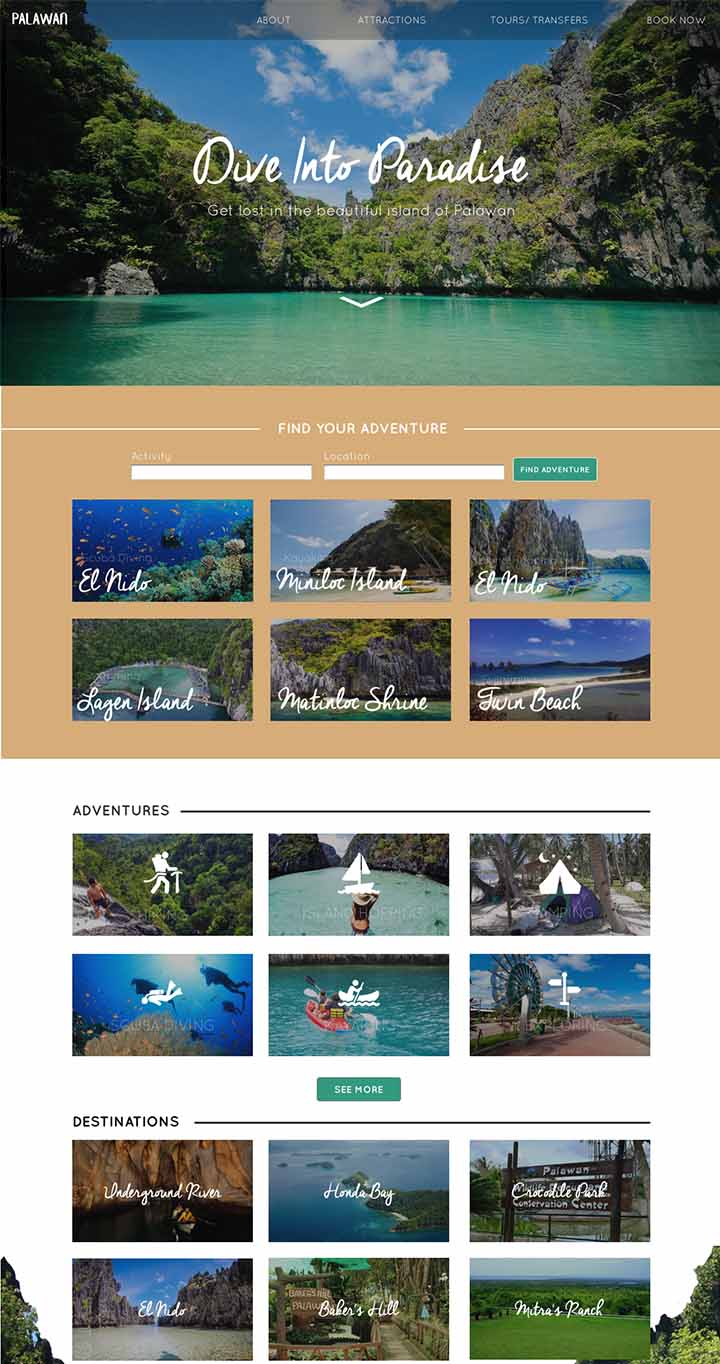 PALAWAN
ABOUT
ATTRACTIONS
TOURS/ TRANSFERS
BOOK NOW
Dive Into Paradise
Get lost in the beautiful island of Palawan
FIND YOUR ADVENTURE
Activity
Location
FIND ADVENTURE
Scuba Diving
El Nido
Miniloc Island
El Nido
Lagen Island
Matinloc Shrine
Twin Beach
ADVENTURES
HIKING
ISLAND HOPPING
CAMPING
SCUBA DIVING
KAYAKING
EXPLORING
SEE MORE
DESTINATIONS
Underground River
Honda Bay
Palawan
Crocodile Park
Conservation Center
El Nido
BAKER'S HILL
PALAWAN
Baker's Hill
Mitra's Ranch